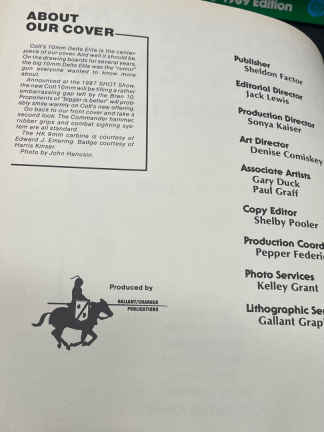 1989 Edition
ABOUT
OUR COVER
Colt's 10mm Delta Elite is the center-
piece of our cover. And well it should be.
On the drawing boards for several years,
the big 10mm Delta Elite was the "rumor"
gun everyone wanted to know more
about.
Announced at the 1987 SHOT Show,
the new Colt 10mm will be filling a rather
embarrassing gap left by the Bren 10.
Proponents of "bigger is better" will prob-
ably smile warmly on Colt's new offering.
Go back to our front cover and take a
second look. The Commander hammer,
rubber grips and combat sighting sys-
tem are all standard.
The HK 9mm carbine is courtesy of
Edward J. Emering. Badge courtesy of
Harris Kinser.
Photo by John Hanusin.
Produced by
GALLANT/CHARGER
PUBLICATIONS
Publisher
Sheldon Factor
Editorial Director
Jack Lewis
Production Director
Sonya Kaiser
Art Director
Denise Comiskey
Associate Artists
Gary Duck
Paul Graff
Copy Editor
Shelby Pooler
Production Coord
Pepper Federi
Photo Services
Kelley Grant
Lithographic Se
Gallant Grap